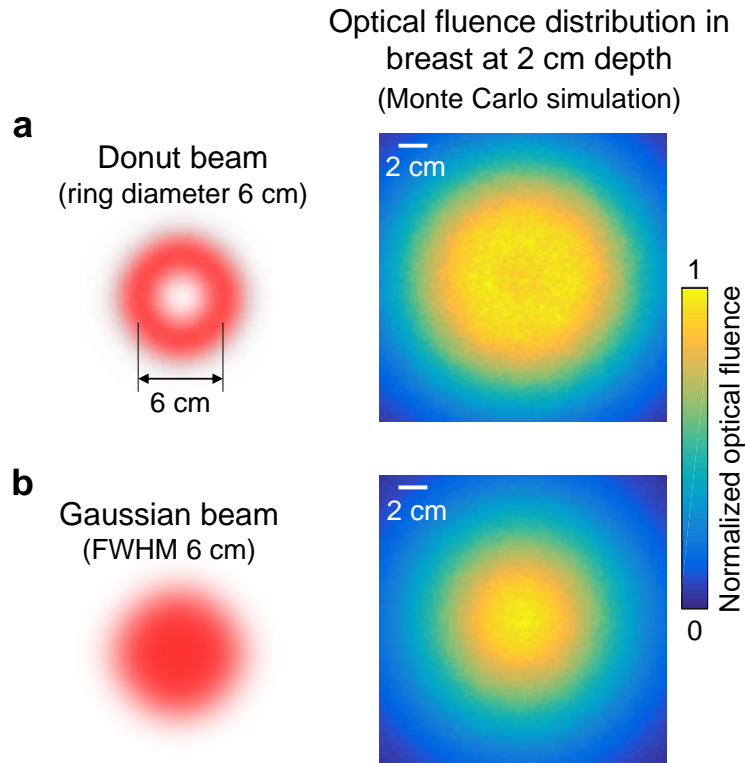 Optical fluence distribution in
breast at 2 cm depth
(Monte Carlo simulation)
a
Donut beam
(ring diameter 6 cm)
6 cm
2 cm
1
Normalized optical fluence
0
b
Gaussian beam
(FWHM 6 cm)
2 cm